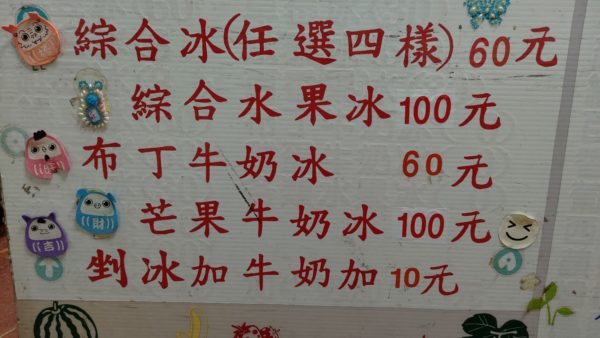 綜合冰(任選四樣) 60元
綜合水果冰 100元
布丁牛奶冰 60元
芒果牛奶冰 100元
剉冰加牛奶加 10元
財
吉